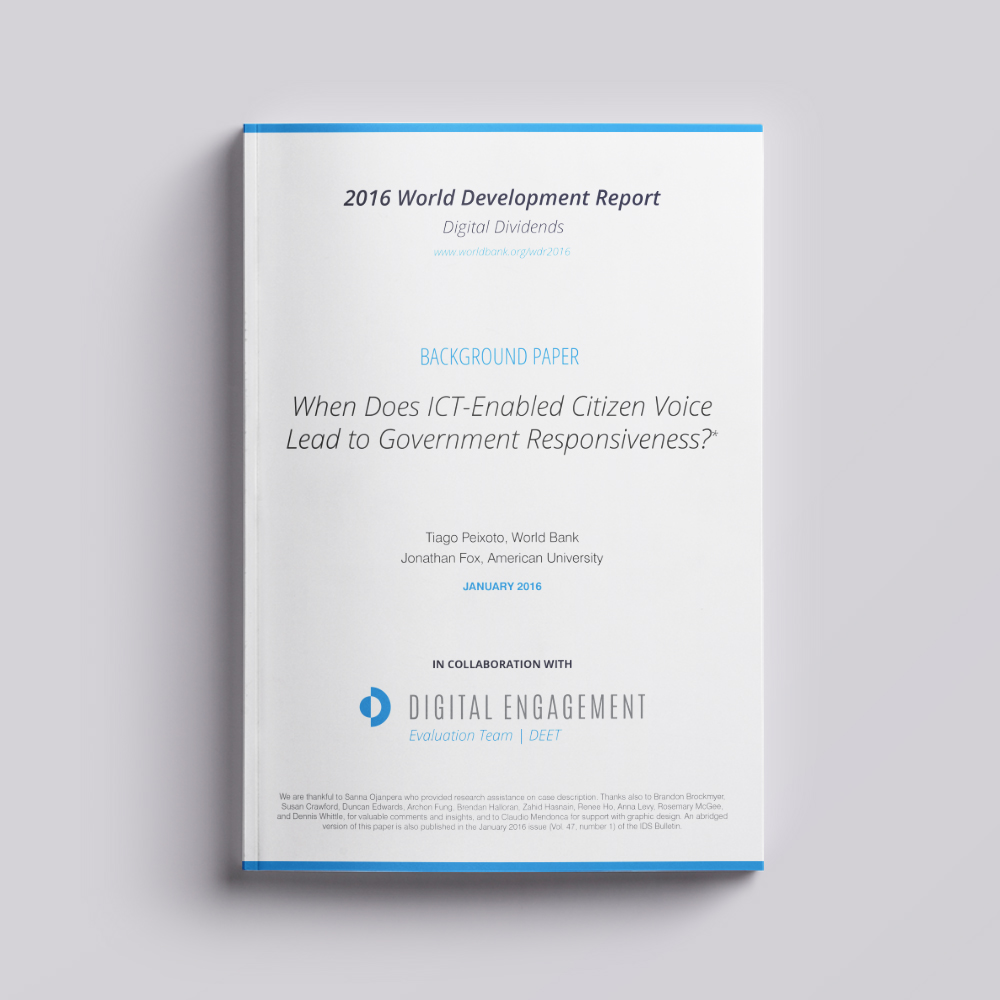 2016 World Development Report
Digital Dividends
www.worldbank.org/wdr2016
BACKGROUND PAPER
When Does ICT-Enabled Citizen Voice
Lead to Government Responsiveness?*
Tiago Peixoto, World Bank
Jonathan Fox, American University
JANUARY 2016
IN COLLABORATION WITH
DIGITAL ENGAGEMENT
Evaluation Team | DEET
We are thankful to Sanna Ojanpera who provided research assistance on case description. Thanks also to Brandon Brockmyer,
Susan Crawford, Duncan Edwards, Archon Fung, Brendan Halloran, Zahid Hasnain, Renee Ho, Anna Levy, Rosemary McGee,
and Dennis Whittle, for valuable comments and insights, and to Claudio Mendonca for support with graphic design. An abridged
version of this paper is also published in the January 2016 issue (Vol. 47, number 1) of the IDS Bulletin.